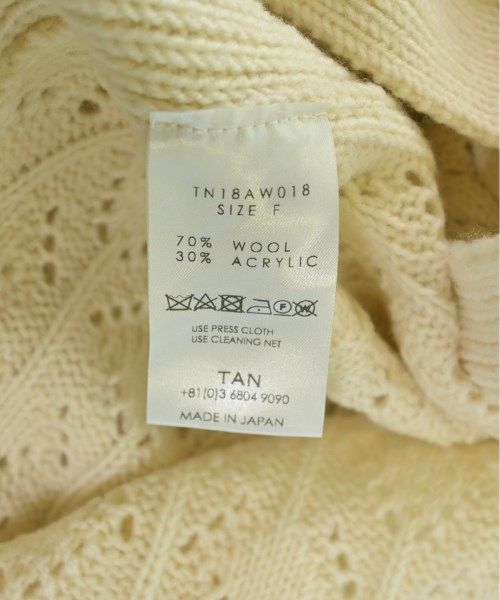 TN18AW018
SIZE F
70% WOOL
30% ACRYLIC
F
USE PRESS CLOTH
USE CLEANING NET
TAN
+81(0)3 6804 9090
MADE IN JAPAN